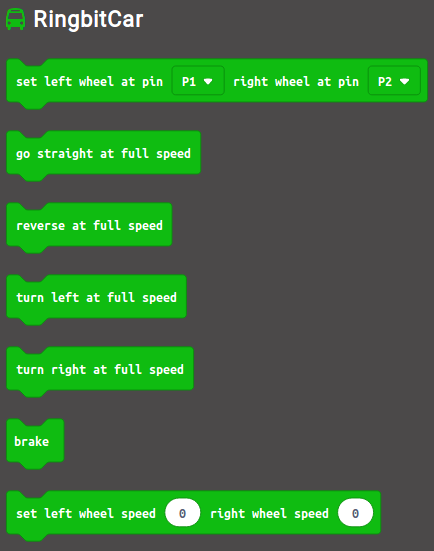 RingbitCar
set left wheel at pin P1 right wheel at pin P2
go straight at full speed
reverse at full speed
turn left at full speed
turn right at full speed
brake
set left wheel speed 0 right wheel speed 0